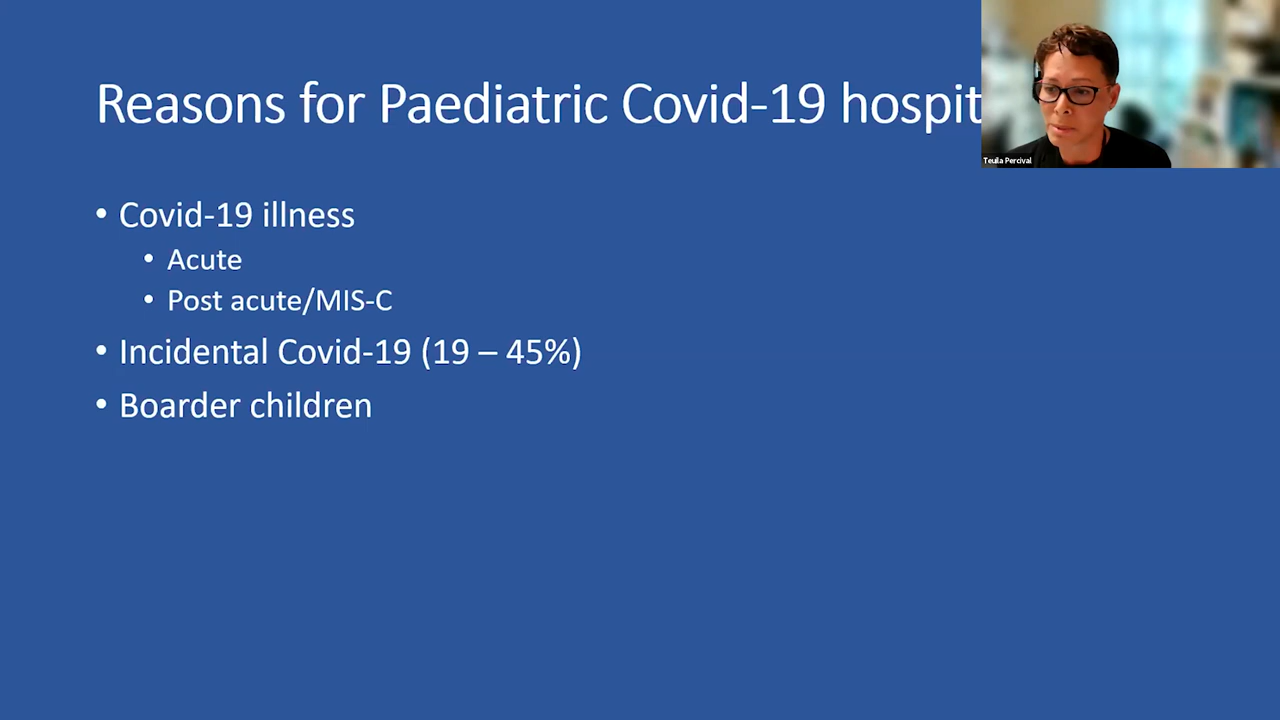 Reasons for Paediatric Covid-19 hospit
Teuila Percival
• Covid-19 illness
• Acute
• Post acute/MIS-C
• Incidental Covid-19 (19 – 45%)
• Boarder children